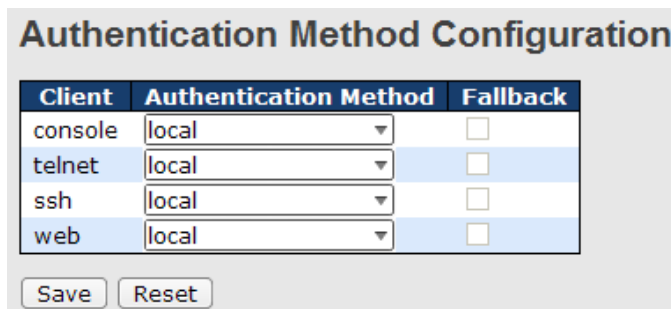 Authentication Method Configuration
Client Authentication Method Fallback
console local
telnet local
ssh local
web local
Save Reset